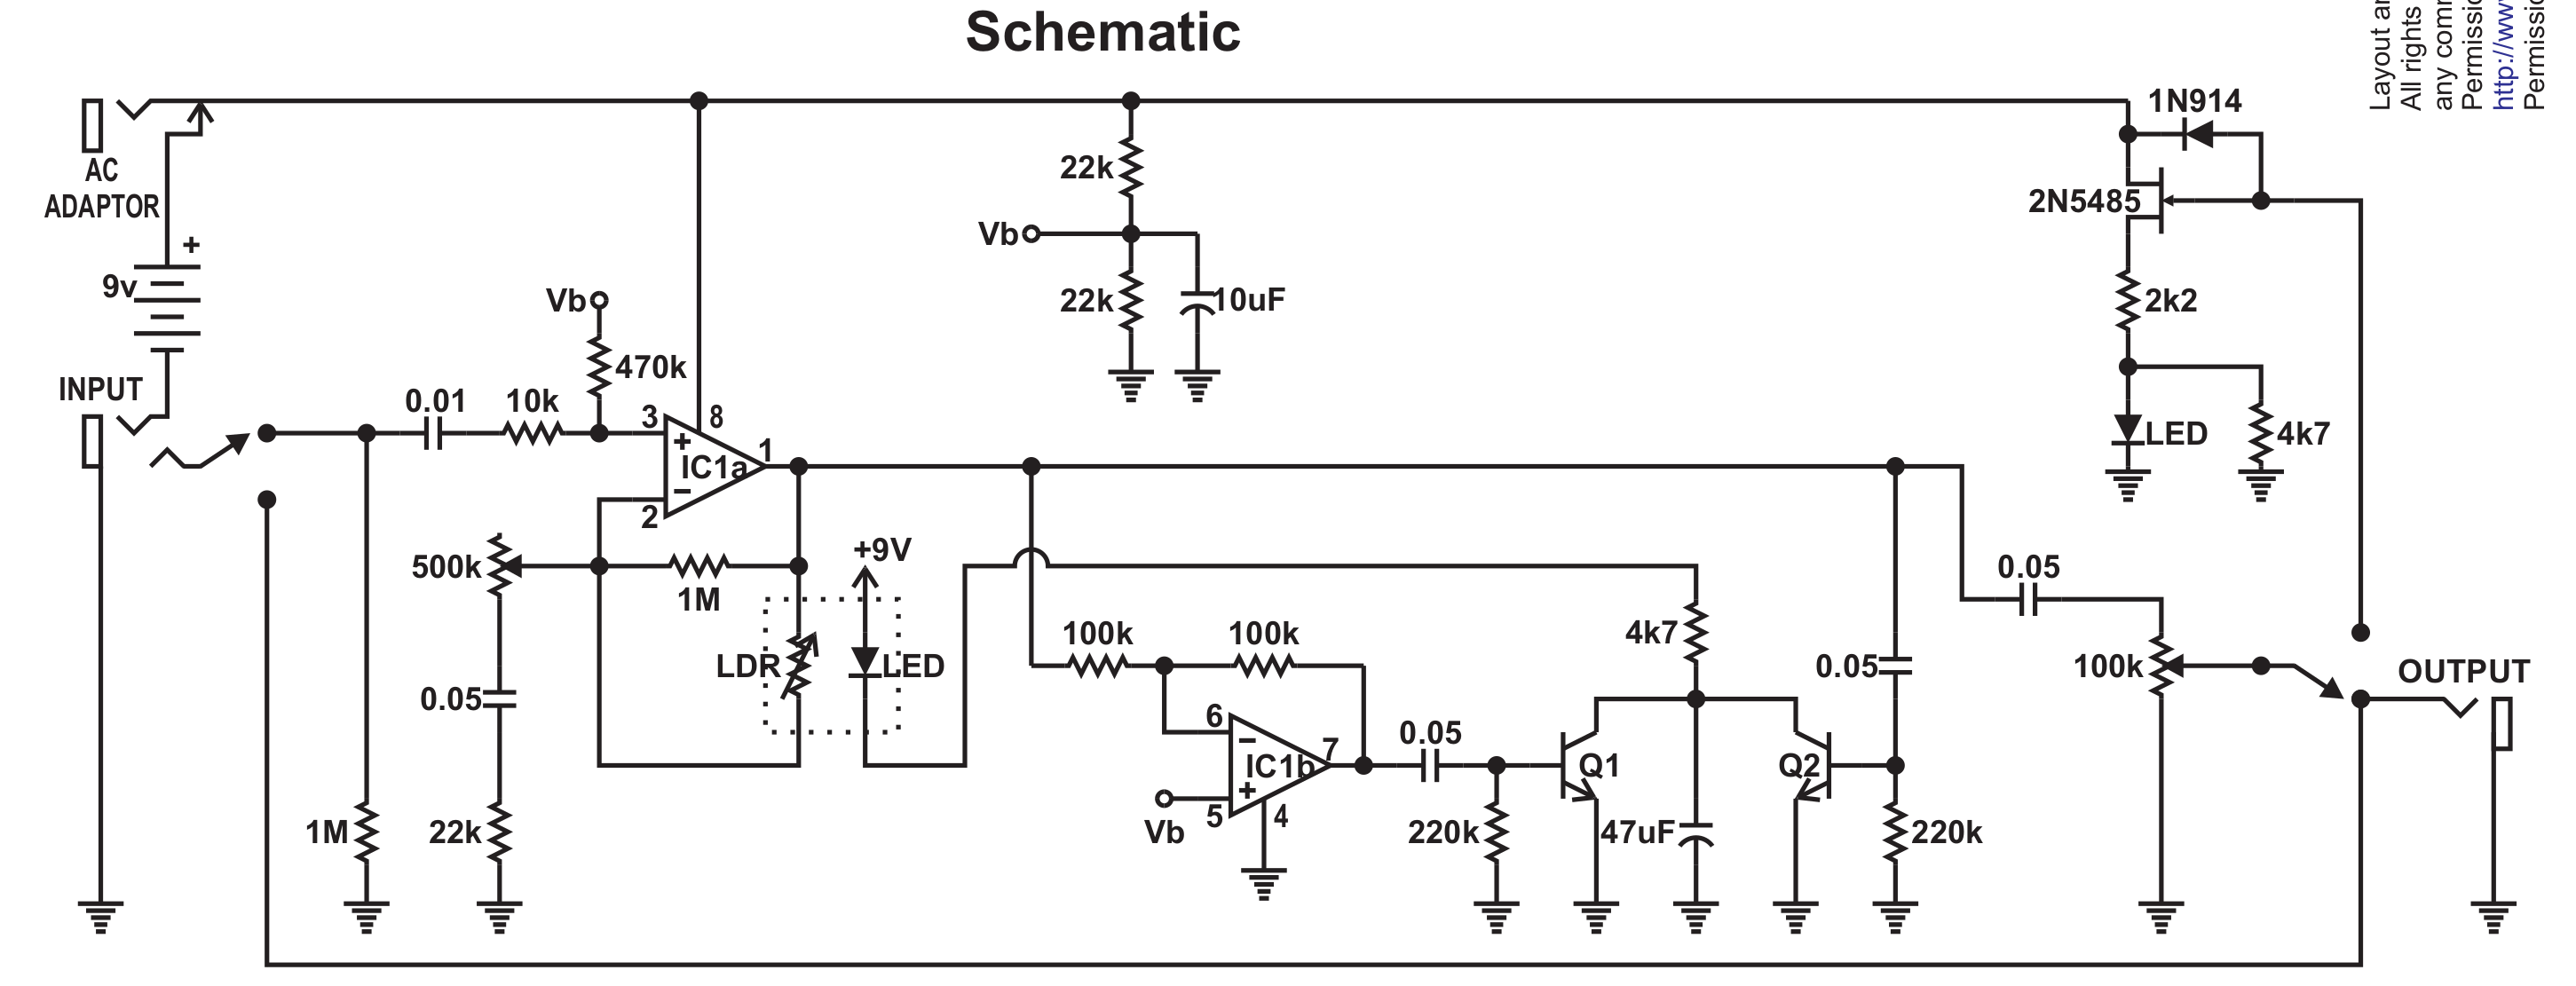 Schematic
Layout ar
All rights
any comr
Permissio
http://ww
Permissio
AC
ADAPTOR
+
9v
INPUT
0.01
10k
Vb
470k
3
8
+
IC1a
1
−
2
500k
1M
+9V
LDR
LED
0.05
1M
22k
22k
Vb
22k
10uF
100k
100k
6
−
7
IC1b
+
5
4
Vb
0.05
220k
Q1
4k7
47uF
Q2
0.05
220k
1N914
2N5485
2k2
LED
4k7
0.05
100k
OUTPUT